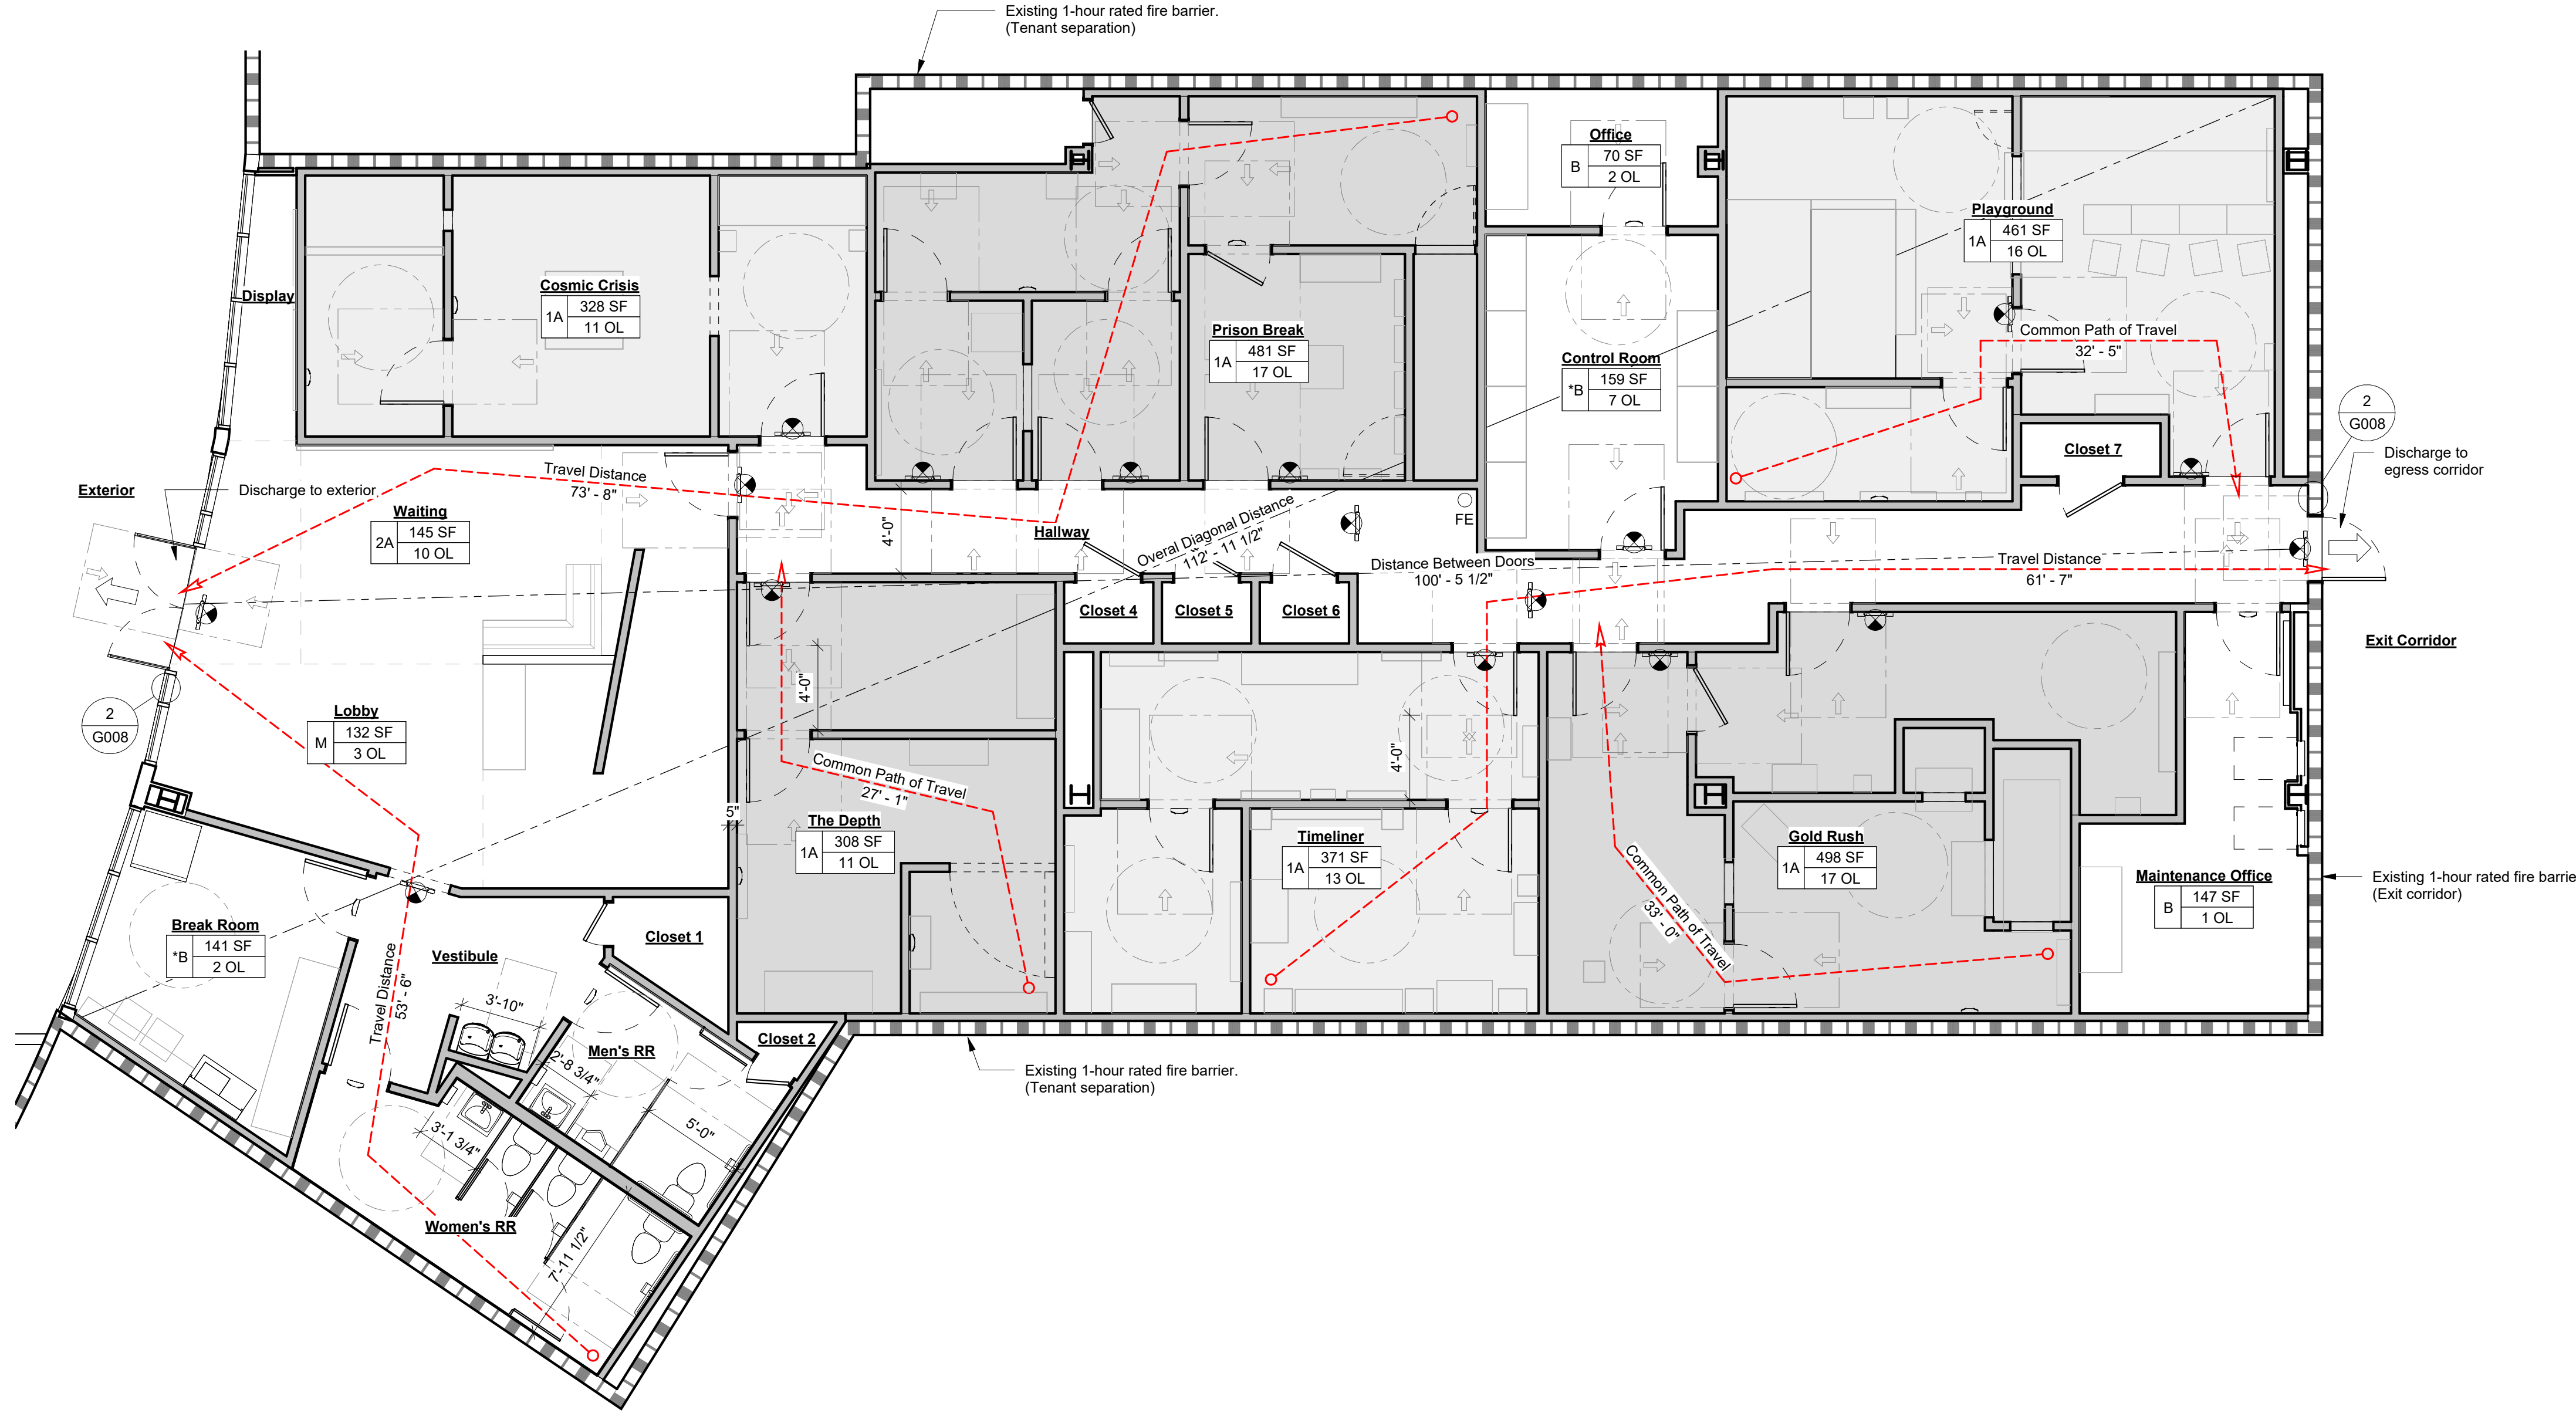 Existing 1-hour rated fire barrier.
(Tenant separation)
Office
B
70 SF
2 OL
Playground
1A
461 SF
16 OL
Cosmic Crisis
1A
328 SF
11 OL
Display
Prison Break
1A
481 SF
17 OL
Control Room
*B
159 SF
7 OL
Common Path of Travel
32' - 5"
2
G008
Closet 7
Discharge to
egress corridor
Exterior
Discharge to exterior
Travel Distance
73' - 8"
Waiting
2A
145 SF
10 OL
4'-0"
Hallway
Overal Diagonal Distance
112' - 11 1/2"
FE
Distance Between Doors
100' - 5 1/2"
Travel Distance
61' - 7"
Closet 4
Closet 5
Closet 6
Exit Corridor
4'-0"
2
G008
Lobby
M
132 SF
3 OL
4'-0"
Common Path of Travel
27' - 1"
5"
The Depth
1A
308 SF
11 OL
Timeliner
1A
371 SF
13 OL
Gold Rush
1A
498 SF
17 OL
Common Path of Travel
33' - 0"
Maintenance Office
B
147 SF
1 OL
Existing 1-hour rated fire barrie
(Exit corridor)
Break Room
*B
141 SF
2 OL
Closet 1
Vestibule
Travel Distance
53' - 6"
3'-10"
Closet 2
Men's RR
2'-8 3/4"
Existing 1-hour rated fire barrier.
(Tenant separation)
3'-1 3/4"
5'-0"
Women's RR
7'-11 1/2"